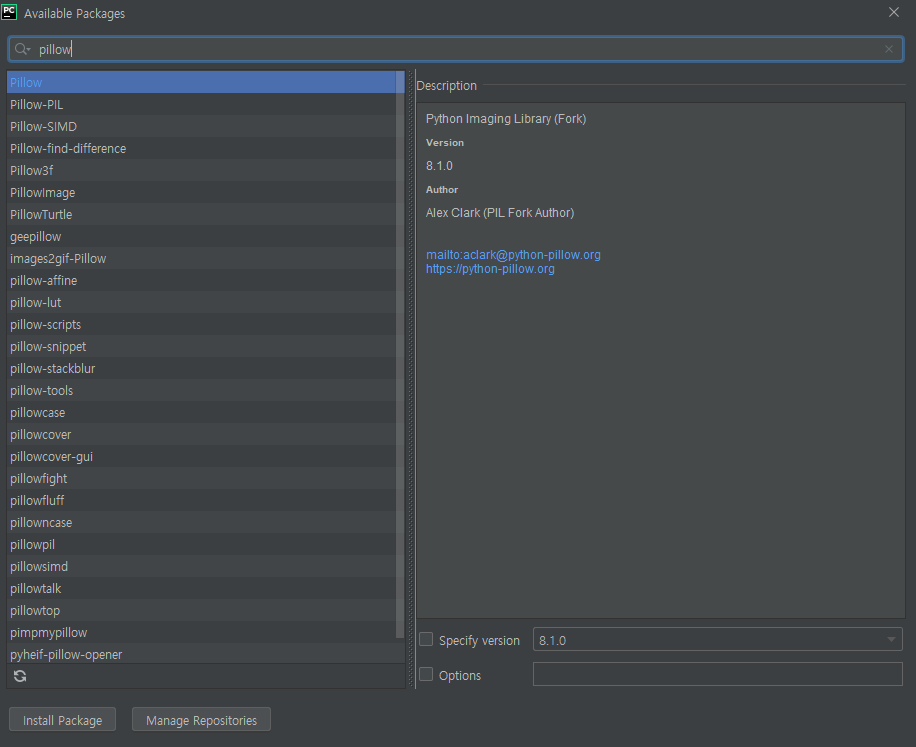 PC
Available Packages
pillow
Pillow
Pillow-PIL
Pillow-SIMD
Pillow-find-difference
Pillow3f
PillowImage
PillowTurtle
geepillow
images2gif-Pillow
pillow-affine
pillow-lut
pillow-scripts
pillow-snippet
pillow-stackblur
pillow-tools
pillowcase
pillowcover
pillowcover-gui
pillowfight
pillowfluff
pillowncase
pillowpil
pillowsimd
pillowtalk
pillowtop
pimpmypillow
pyheif-pillow-opener
Description
Python Imaging Library (Fork)
Version
8.1.0
Author
Alex Clark (PIL Fork Author)
mailto:aclark@python-pillow.org
https://python-pillow.org
Specify version 8.1.0
Options
Install Package Manage Repositories